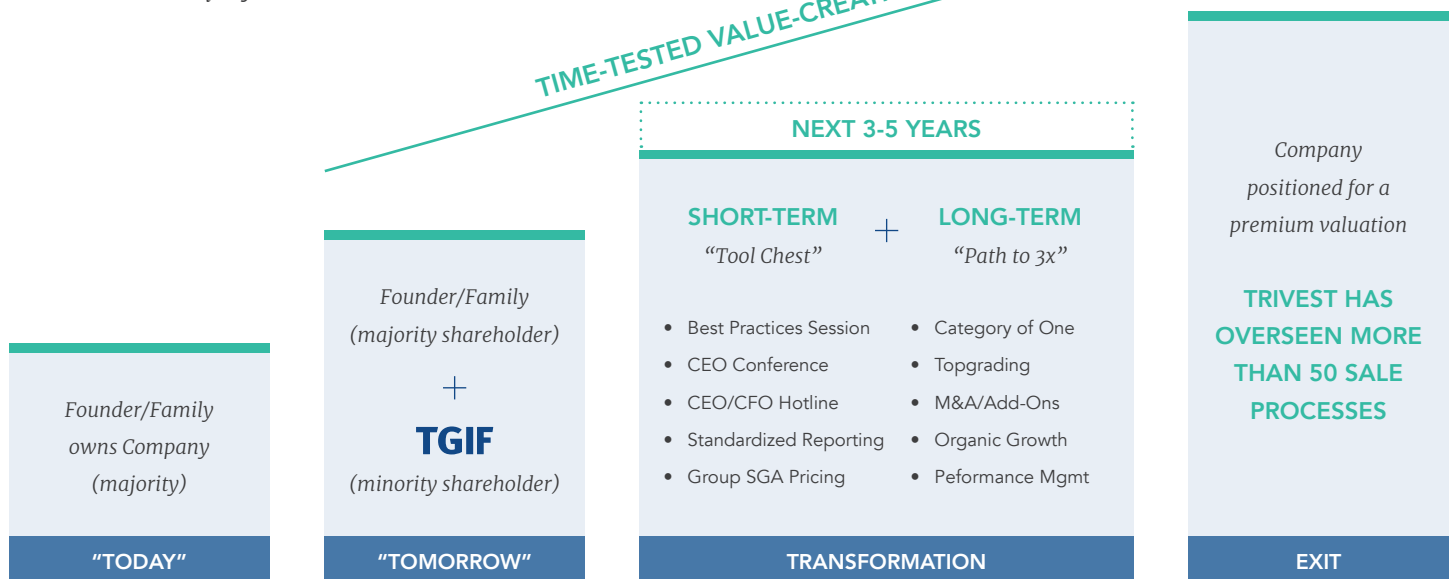 TIME-TESTED VALUE-CREA
"TODAY"
Founder/Family
owns Company
(majority)
"TOMORROW"
Founder/Family
(majority shareholder)
+
TGIF
(minority shareholder)
NEXT 3-5 YEARS
SHORT-TERM
"Tool Chest"
• Best Practices Session
• CEO Conference
• CEO/CFO Hotline
• Standardized Reporting
• Group SGA Pricing
+
LONG-TERM
"Path to 3x"
• Category of One
• Topgrading
• M&A/Add-Ons
• Organic Growth
• Peformance Mgmt
TRANSFORMATION
Company
positioned for a
premium valuation
TRIVEST HAS
OVERSEEN MORE
THAN 50 SALE
PROCESSES
EXIT